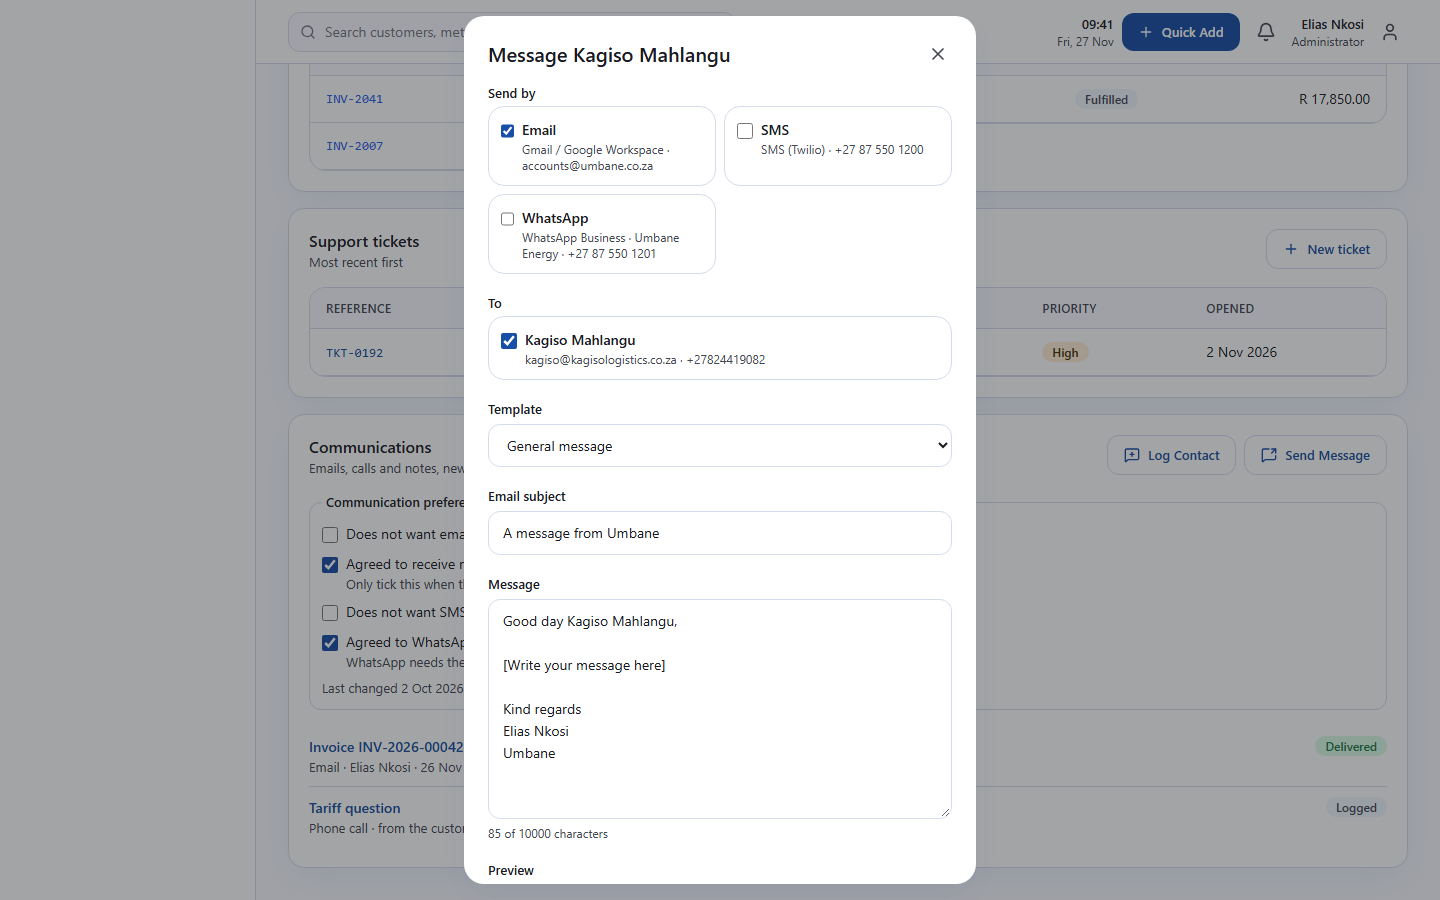 Search customers, met
09:41
Fri, 27 Nov
Quick Add
Elias Nkosi
Administrator
INV-2041
Fulfilled
R 17,850.00
INV-2007
Support tickets
Most recent first
New ticket
REFERENCE
PRIORITY
OPENED
TKT-0192
High
2 Nov 2026
Communications
Emails, calls and notes, new
Log Contact
Send Message
Communication prefere
Does not want ema
Agreed to receive
Only tick this when
Does not want SMS
Agreed to WhatsAp
WhatsApp needs the
Last changed 2 Oct 2026
Invoice INV-2026-00042
Email · Elias Nkosi · 26 Nov
Delivered
Tariff question
Phone call · from the custo
Logged
Message Kagiso Mahlangu
Send by
Email
Gmail / Google Workspace ·
accounts@umbane.co.za
SMS
SMS (Twilio) · +27 87 550 1200
WhatsApp
WhatsApp Business · Umbane
Energy · +27 87 550 1201
To
Kagiso Mahlangu
kagiso@kagisologistics.co.za · +27824419082
Template
General message
Email subject
A message from Umbane
Message
Good day Kagiso Mahlangu,
[Write your message here]
Kind regards
Elias Nkosi
Umbane
85 of 10000 characters
Preview